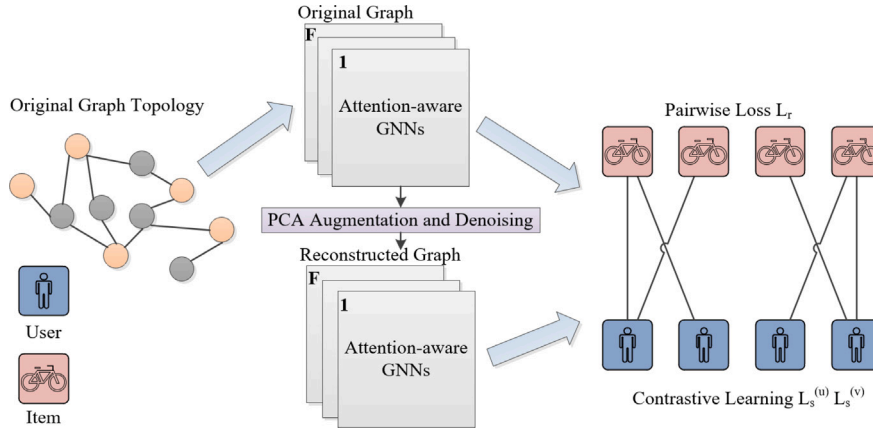 Original Graph
F
1
Attention-aware
GNNs
Original Graph Topology
Pairwise Loss Lr
PCA Augmentation and Denoising
Reconstructed Graph
F
1
Attention-aware
GNNs
User
Item
Contrastive Learning Ls(u) Ls(v)